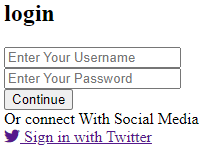 login
Enter Your Username
Enter Your Password
Continue
Or connect With Social Media
Sign in with Twitter